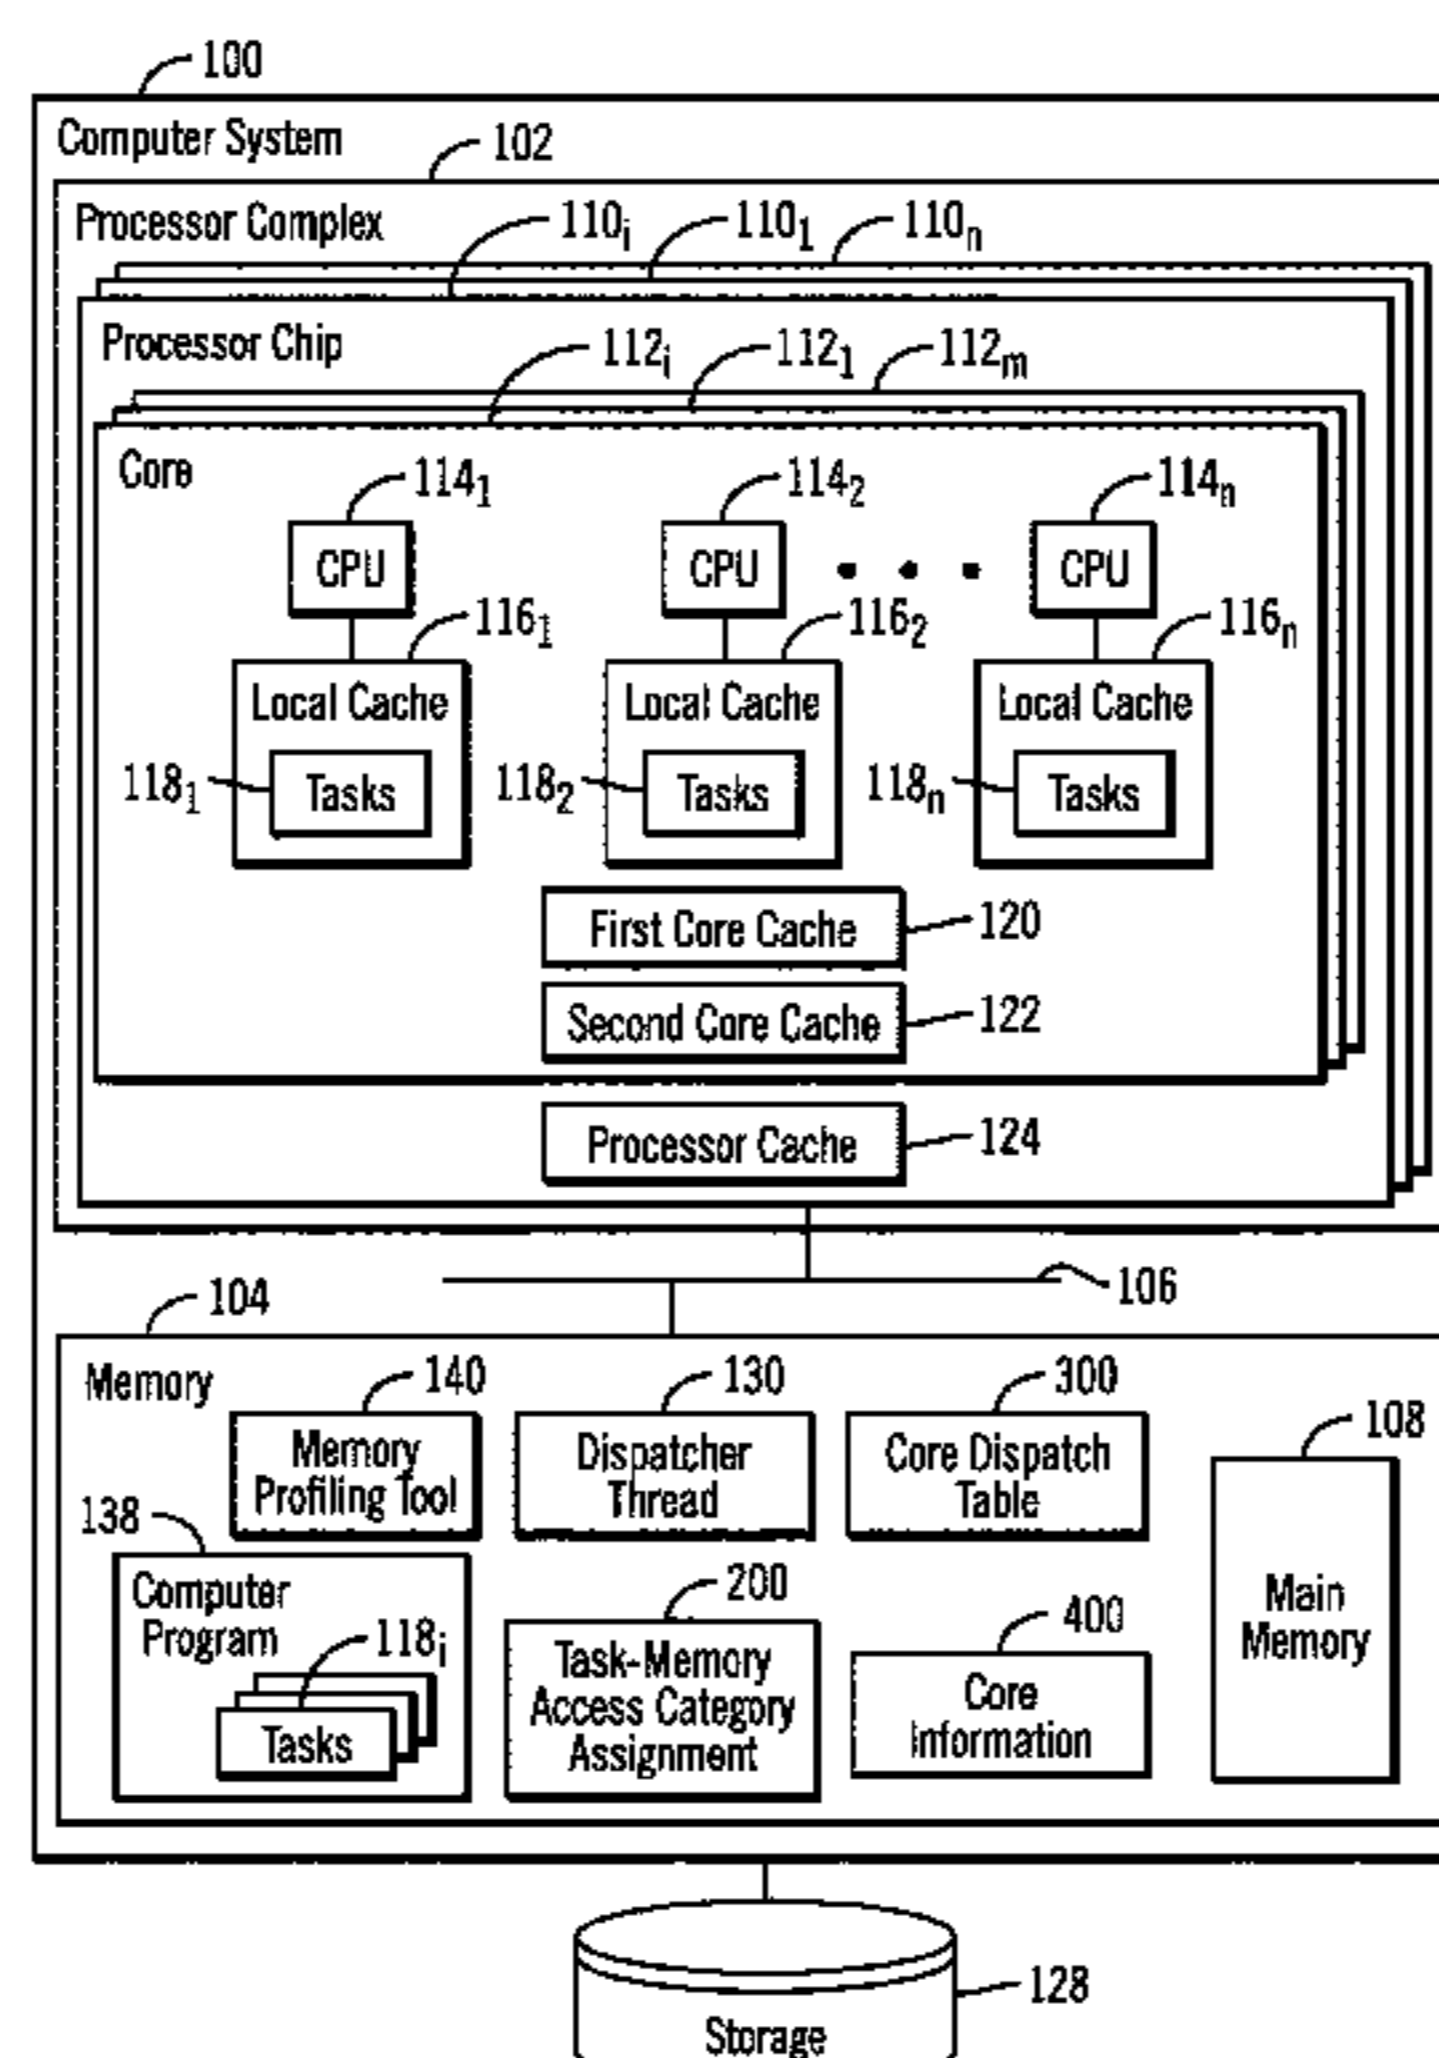 100
Computer System
102
Processor Complex
110i
1101
110n
Processor Chip
112i
1121
112m
Core
1141
1142
114n
CPU
CPU
CPU
1161
1162
116n
Local Cache
Local Cache
Local Cache
1181
Tasks
1182
Tasks
118n
Tasks
First Core Cache
120
Second Core Cache
122
Processor Cache
124
106
104
Memory
140
130
300
108
Memory
Profiling Tool
Dispatcher
Thread
Core Dispatch
Table
138
Computer
Program
118i
Tasks
200
Task-Memory
Access Category
Assignment
400
Core
Information
Main
Memory
128
Storage